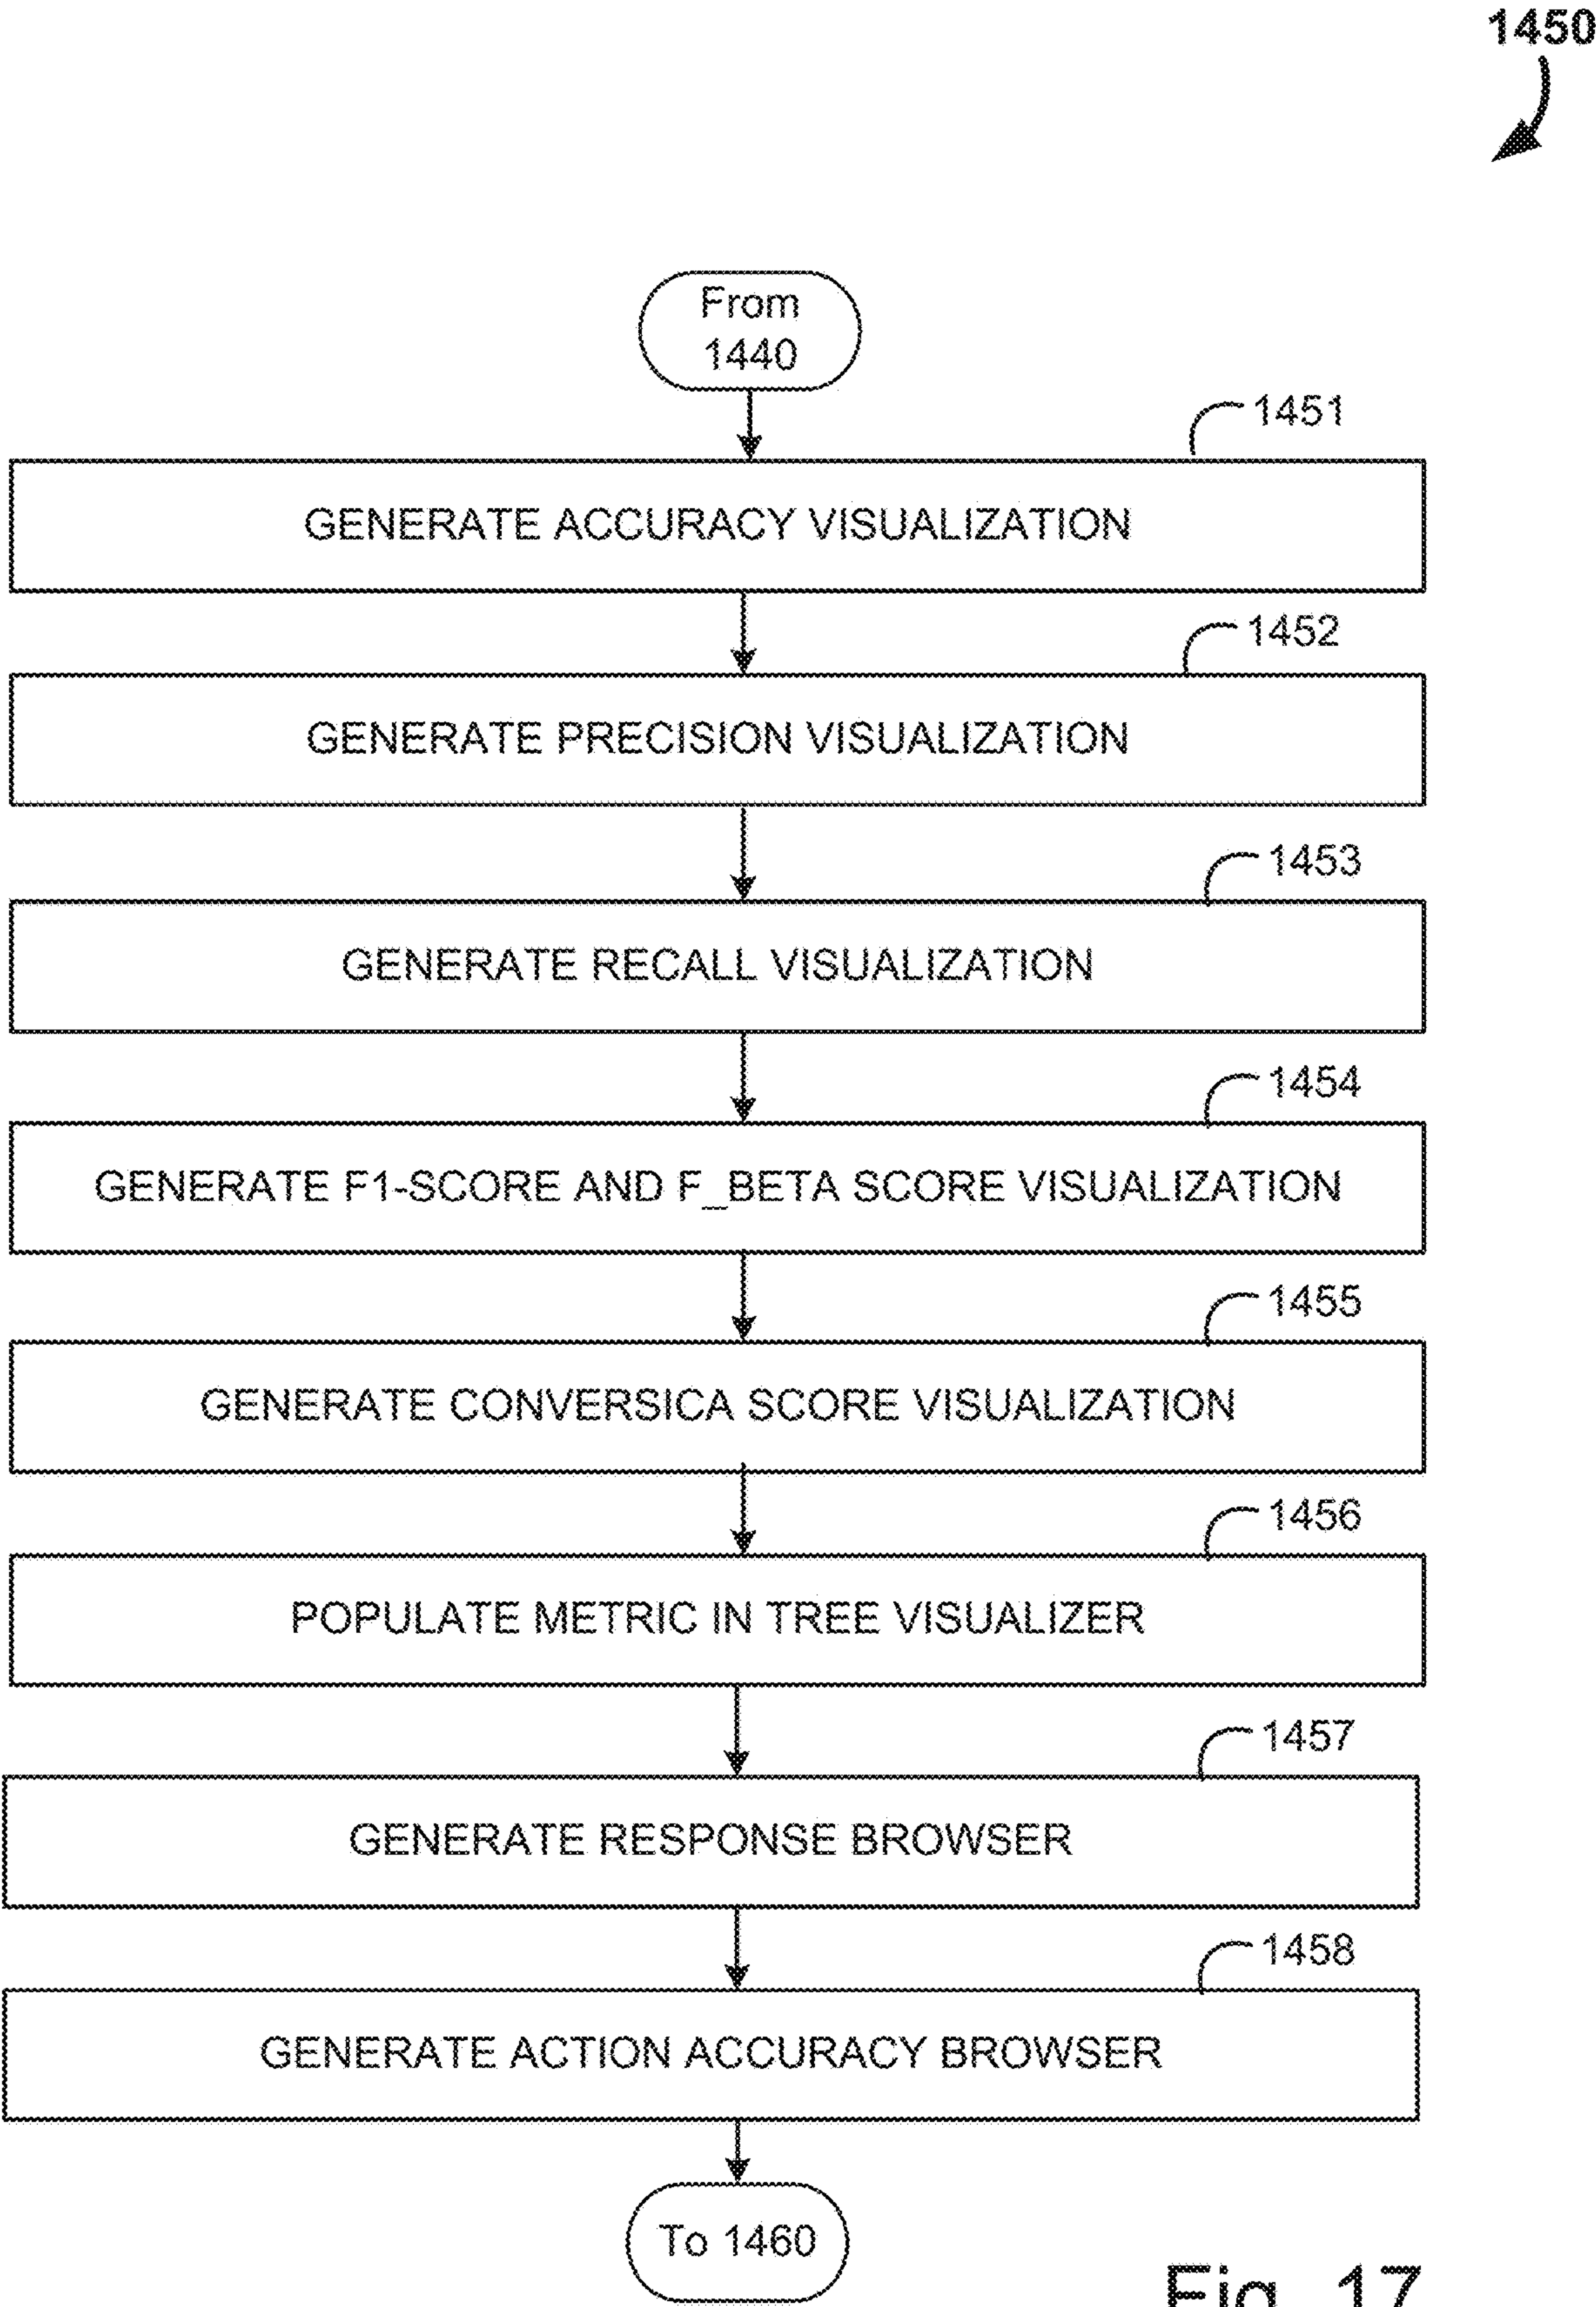 1450
From
1440
1451
GENERATE ACCURACY VISUALIZATION
1452
GENERATE PRECISION VISUALIZATION
1453
GENERATE RECALL VISUALIZATION
1454
GENERATE F1-SCORE AND F_BETA SCORE VISUALIZATION
1455
GENERATE CONVERSICA SCORE VISUALIZATION
1456
POPULATE METRIC IN TREE VISUALIZER
1457
GENERATE RESPONSE BROWSER
1458
GENERATE ACTION ACCURACY BROWSER
To 1460
Fig. 17